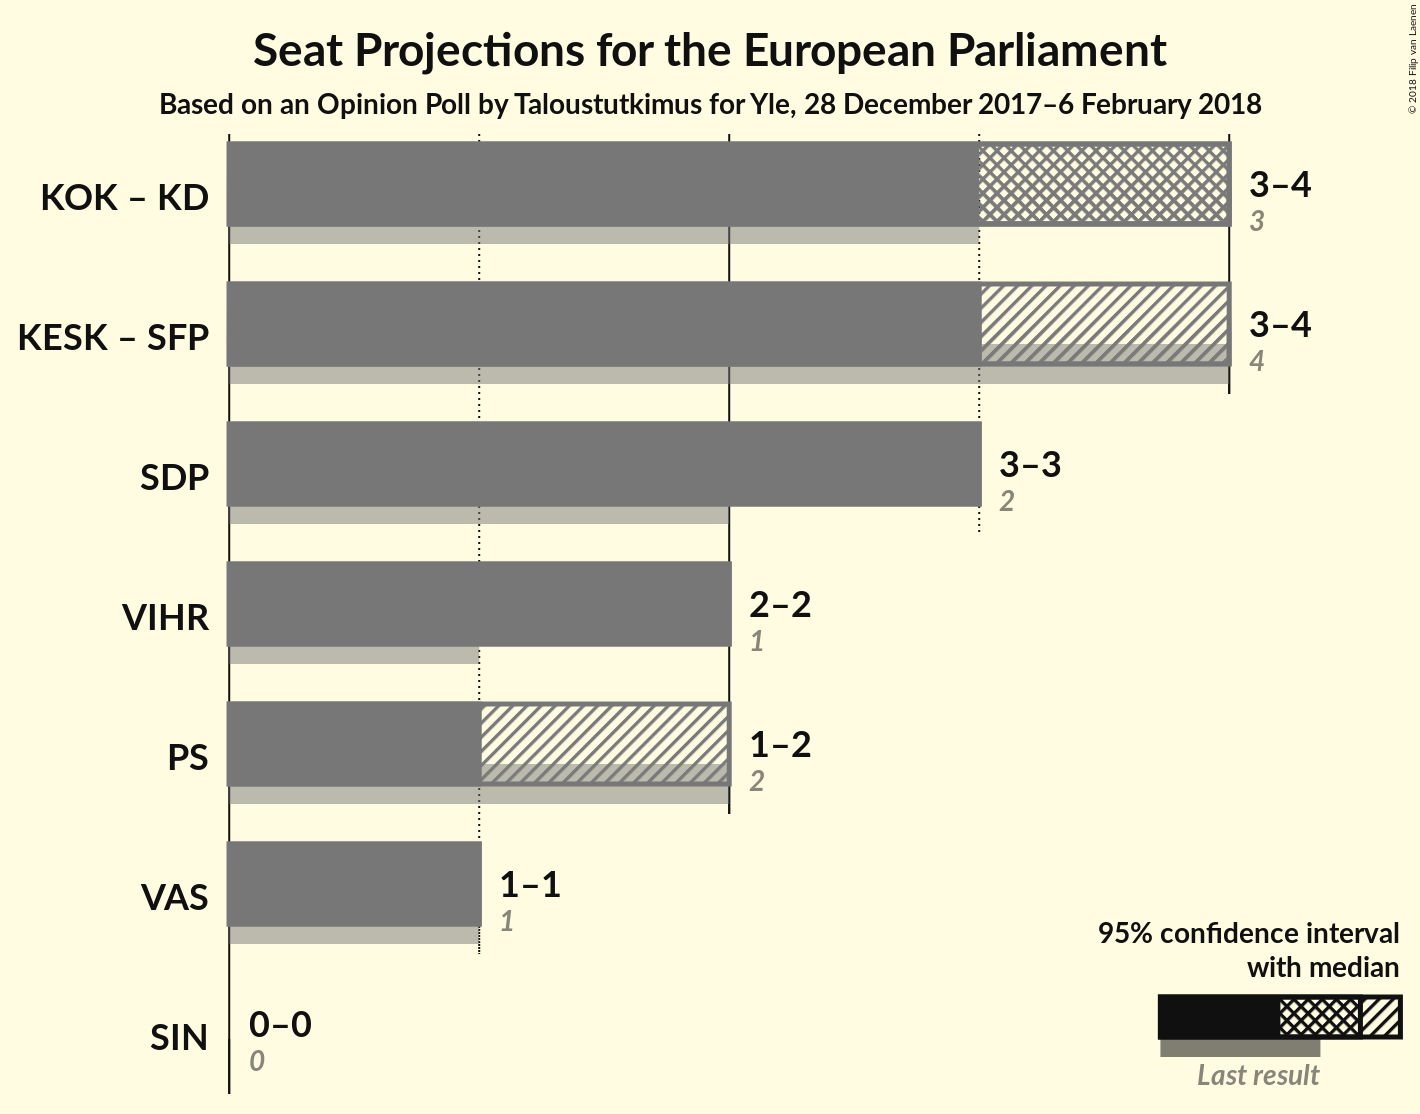 Seat Projections for the European Parliament
Based on an Opinion Poll by Taloustutkimus for Yle, 28 December 2017–6 February 2018
© 2018 Filip van Laenen
KOK – KD
3–4
3
KESK – SFP
3–4
4
SDP
3–3
2
VIHR
2–2
1
PS
1–2
2
VAS
1–1
1
SIN
0–0
0
95% confidence interval
with median
Last result